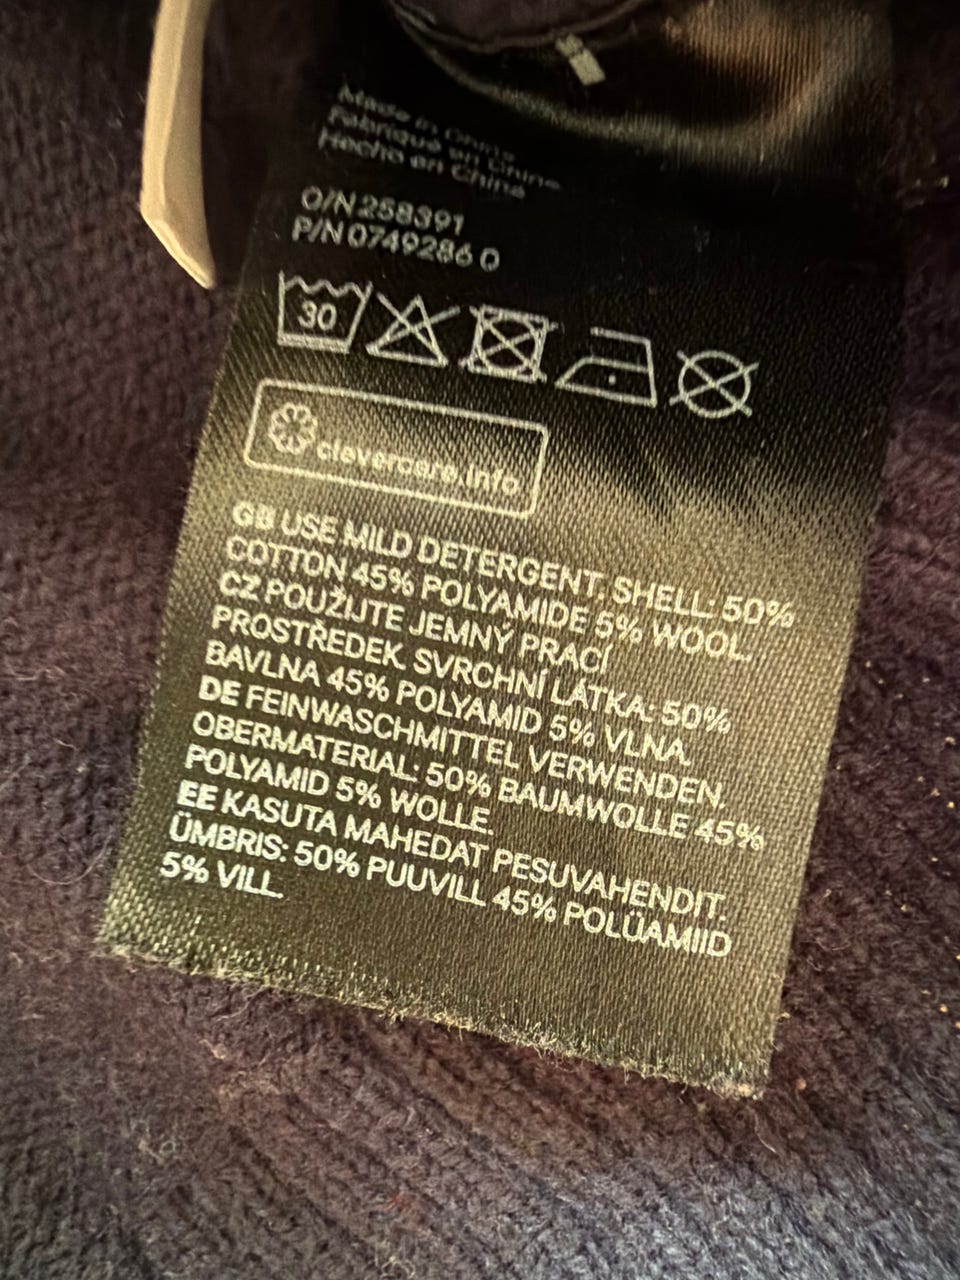 Made in China
Fabriqué en Chine
Hecho en China
O/N 258391
P/N 0749286 0
30
clevercare.info
GB USE MILD DETERGENT. SHELL: 50%
COTTON 45% POLYAMIDE 5% WOOL.
CZ POUŽIJTE JEMNÝ PRACÍ
PROSTŘEDEK. SVRCHNÍ LÁTKA: 50%
BAVLNA 45% POLYAMID 5% VLNA.
DE FEINWASCHMITTEL VERWENDEN.
OBERMATERIAL: 50% BAUMWOLLE 45%
POLYAMID 5% WOLLE.
EE KASUTA MAHEDAT PESUVAHENDIT.
ÜMBRIS: 50% PUUVILL 45% POLÜAMIID
5% VILL.